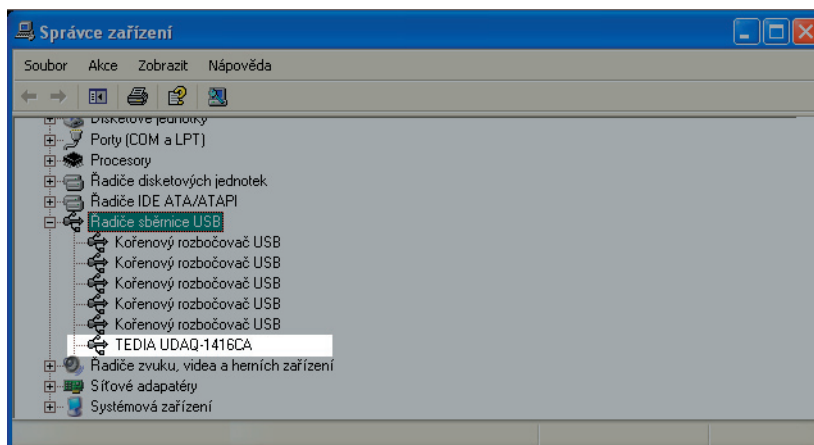 Správce zařízení
Soubor Akce Zobrazit Nápověda
Disketové jednotky
Porty (COM a LPT)
Procesory
Řadiče disketových jednotek
Řadiče IDE ATA/ATAPI
Řadiče sběrnice USB
Kořenový rozbočovač USB
Kořenový rozbočovač USB
Kořenový rozbočovač USB
Kořenový rozbočovač USB
Kořenový rozbočovač USB
TEDIA UDAQ-1416CA
Řadiče zvuku, videa a herních zařízení
Síťové adaptéry
Systémová zařízení